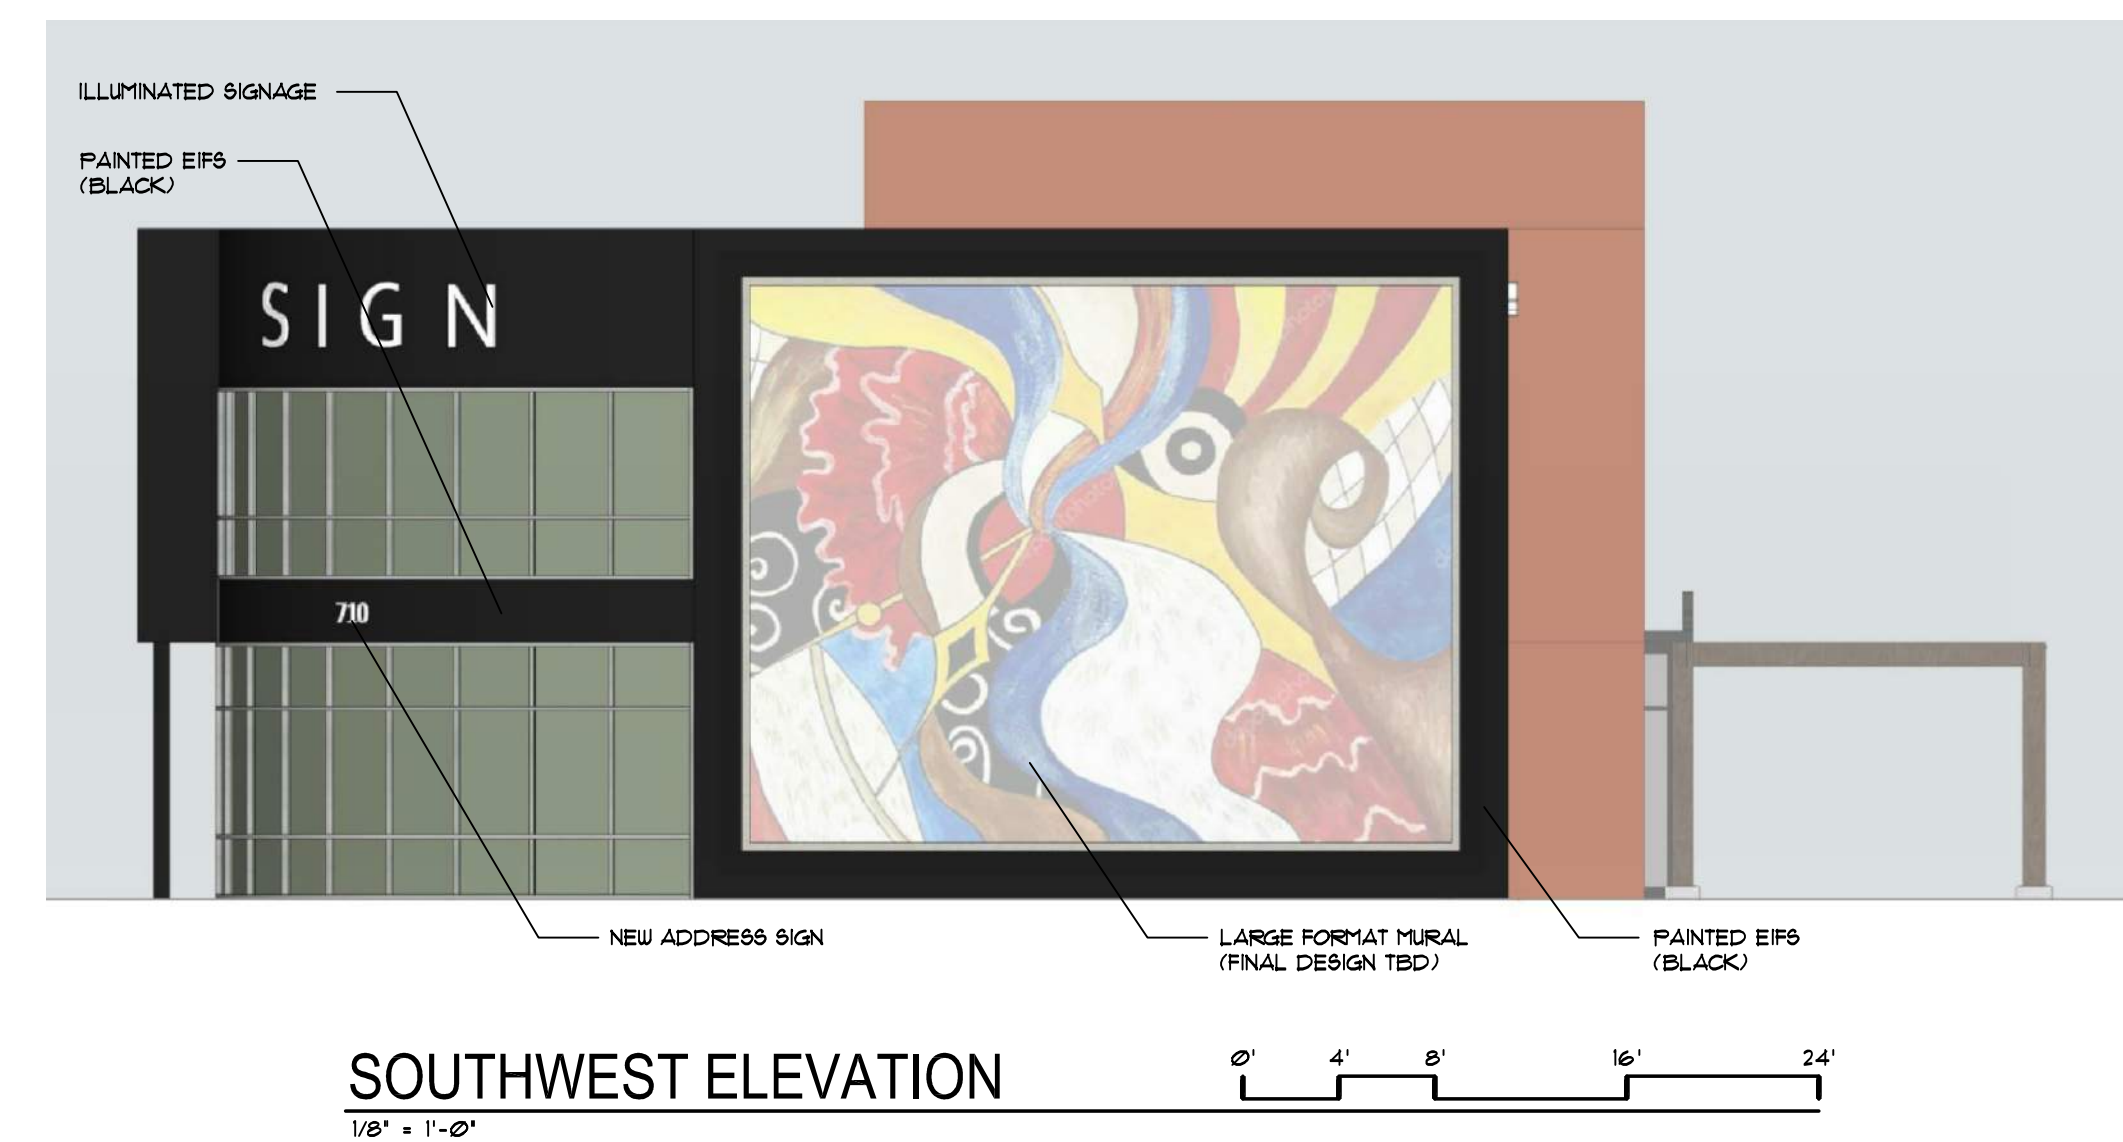 ILLUMINATED SIGNAGE
PAINTED EIFS
(BLACK)
SIGN
710
NEW ADDRESS SIGN
LARGE FORMAT MURAL
(FINAL DESIGN TBD)
PAINTED EIFS
(BLACK)
SOUTHWEST ELEVATION
1/8" = 1'-0"
0' 4' 8' 16' 24'